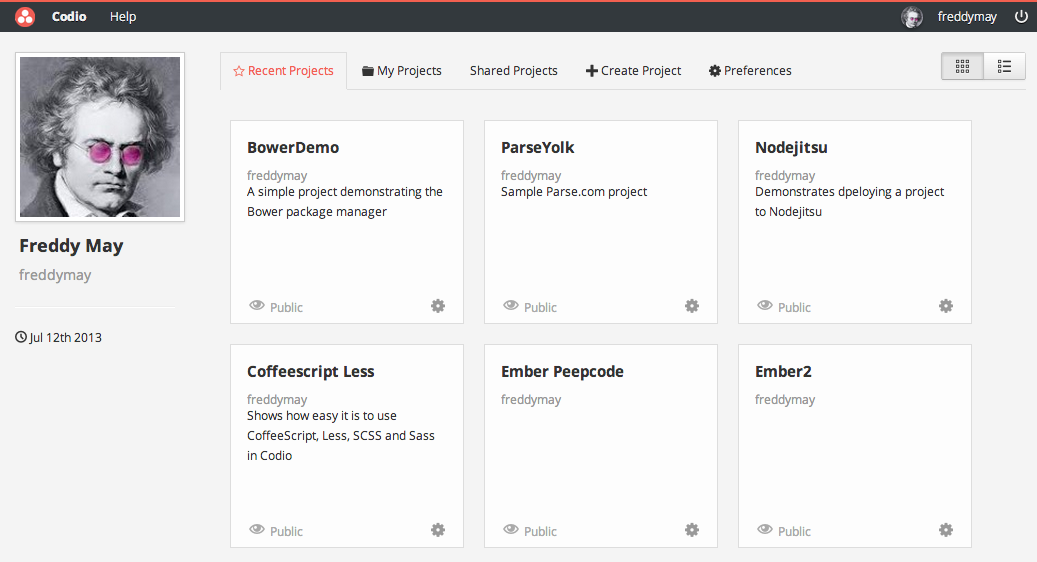 Codio Help freddymay
Recent Projects My Projects Shared Projects Create Project Preferences
Freddy May
freddymay
Jul 12th 2013
BowerDemo
freddymay
A simple project demonstrating the
Bower package manager
Public
ParseYolk
freddymay
Sample Parse.com project
Public
Nodejitsu
freddymay
Demonstrates dpeloying a project
to Nodejitsu
Public
Coffeescript Less
freddymay
Shows how easy it is to use
CoffeeScript, Less, SCSS and Sass
in Codio
Public
Ember Peepcode
freddymay
Public
Ember2
freddymay
Public